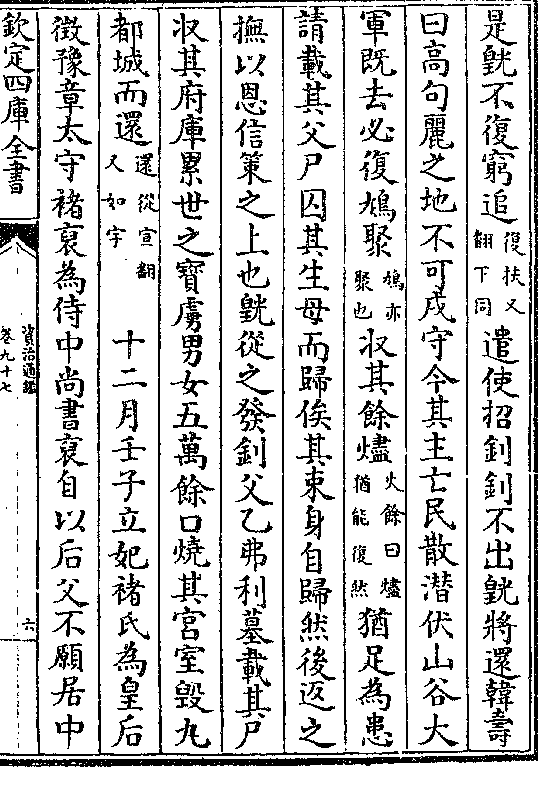 是皝不復窮追復扶又翻下同遣使招釗釗不出皝將還韓壽
曰高句麗之地不可戍守今其主亡民散潜伏山谷大
軍既去必復鳩聚鳩亦聚也収其餘燼火餘曰燼猶能復然猶足為患
請載其父尸囚其生母而歸俟其束身自歸然後返之
撫以恩信策之上也皝從之發釗父乙弗利墓載其尸
収其府庫累世之寶虜男女五萬餘口燒其宫室毁丸
都城而還還從宣翻又如字 十二月壬子立妃褚氏為皇后
徴豫章太守褚裒為侍中尚書裒自以后父不願居中
欽定四庫全書
資治通鑑
卷九十七
六